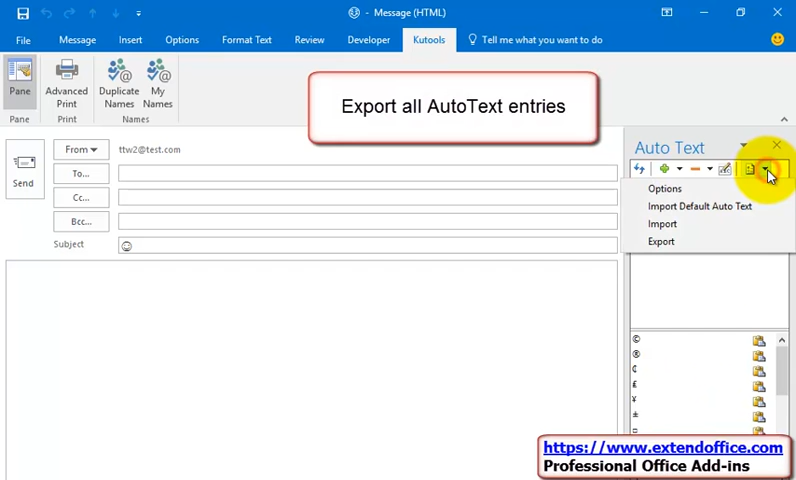 Message (HTML)
File Message Insert Options Format Text Review Developer Kutools Tell me what you want to do
Pane Advanced Print Duplicate Names My Names
Pane Print Names
Export all AutoText entries
From ttw2@test.com
To...
Cc...
Bcc...
Send
Subject
Auto Text
Options
Import Default Auto Text
Import
Export
©
®
₵
₤
¥
±
https://www.extendoffice.com
Professional Office Add-ins